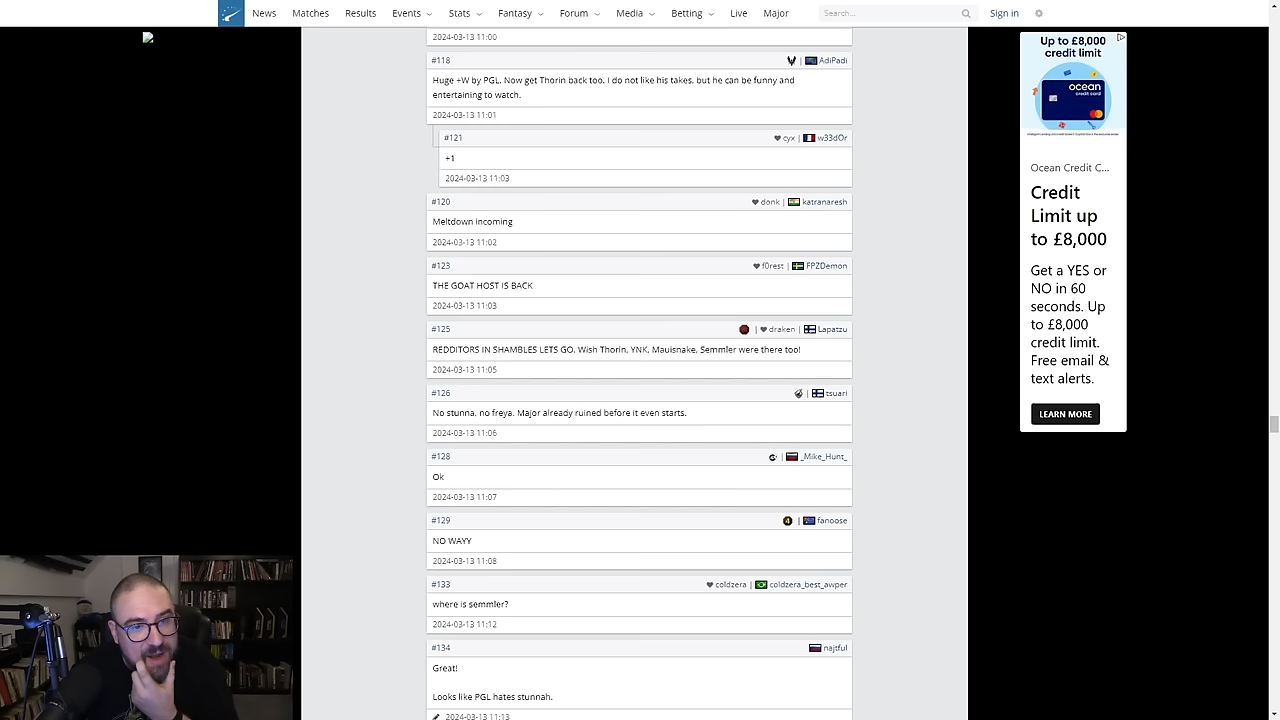 News
Matches
Results
Events
Stats
Fantasy
Forum
Media
Betting
Live
Major
Search...
Sign in
2024-03-13 11:00
#118
AdiPadi
Huge +W by PGL. Now get Thorin back too. I do not like his takes, but he can be funny and
entertaining to watch.
2024-03-13 11:01
#121
cyx | w33d0r
+1
2024-03-13 11:03
#120
donk | katranaresh
Meltdown incoming
2024-03-13 11:02
#123
f0rest | FPZDemon
THE GOAT HOST IS BACK
2024-03-13 11:03
#125
| draken | Lapatzu
REDDITORS IN SHAMBLES LETS GO. Wish Thorin, YNK, Mauisnake, Semmler were there too!
2024-03-13 11:05
#126
| tsuari
No stunna, no freya. Major already ruined before it even starts.
2024-03-13 11:06
#128
| _Mike_Hunt_
Ok
2024-03-13 11:07
#129
| fanoose
NO WAYY
2024-03-13 11:08
#133
coldzera | coldzera_best_awper
where is semmler?
2024-03-13 11:12
#134
najtful
Great!
Looks like PGL hates stunnah.
2024-03-13 11:13
Up to £8,000
credit limit
ocean
credit card
Ocean Credit C...
Credit
Limit up
to £8,000
Get a YES or
NO in 60
seconds. Up
to £8,000
credit limit.
Free email &
text alerts.
LEARN MORE